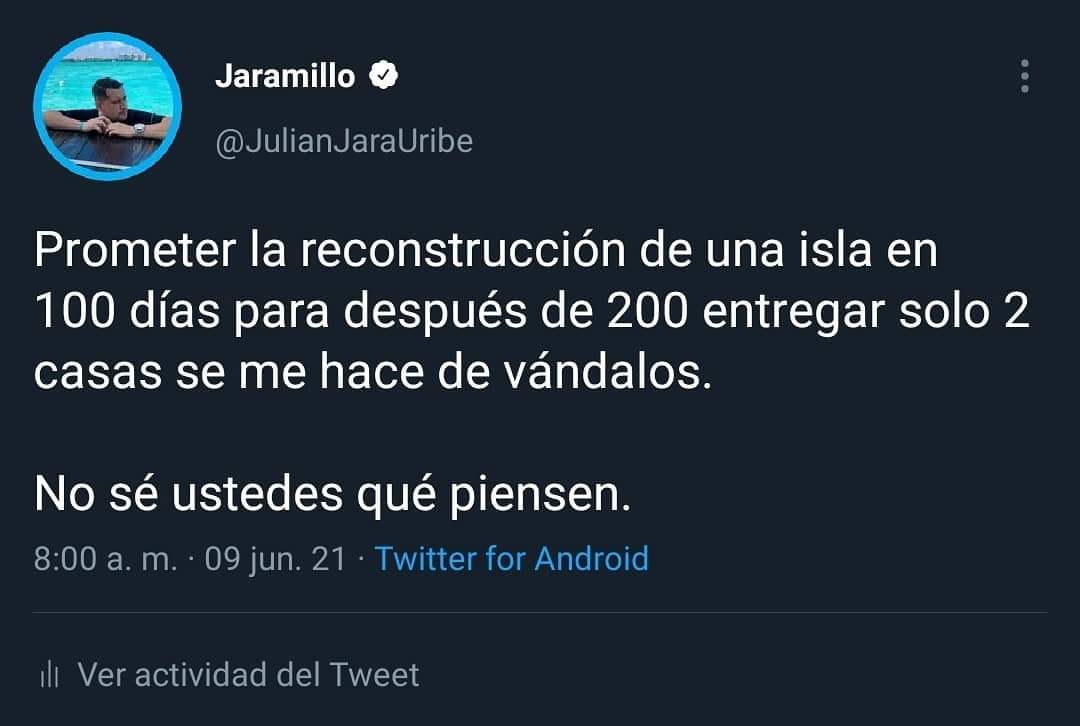 Jaramillo
@JulianJaraUribe
Prometer la reconstrucción de una isla en
100 días para después de 200 entregar solo 2
casas se me hace de vándalos.
No sé ustedes qué piensen.
8:00 a. m. · 09 jun. 21 · Twitter for Android
Ver actividad del Tweet